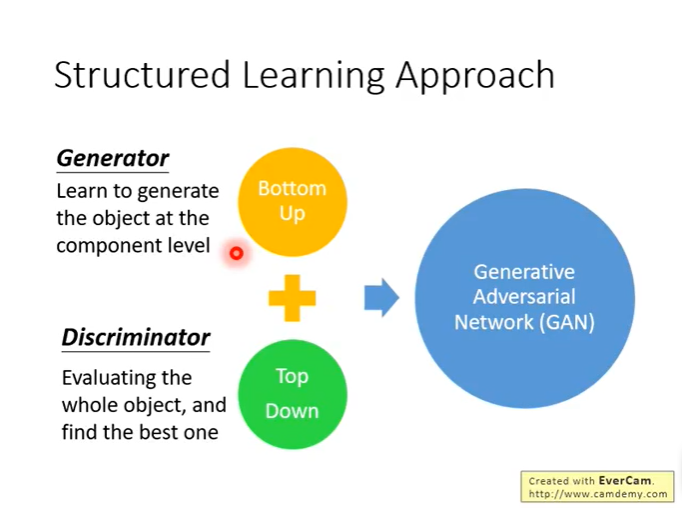 Structured Learning Approach
Generator
Learn to generate
the object at the
component level
Bottom
Up
Discriminator
Evaluating the
whole object, and
find the best one
Top
Down
Generative
Adversarial
Network (GAN)
Created with EverCam.
http://www.camdemy.com